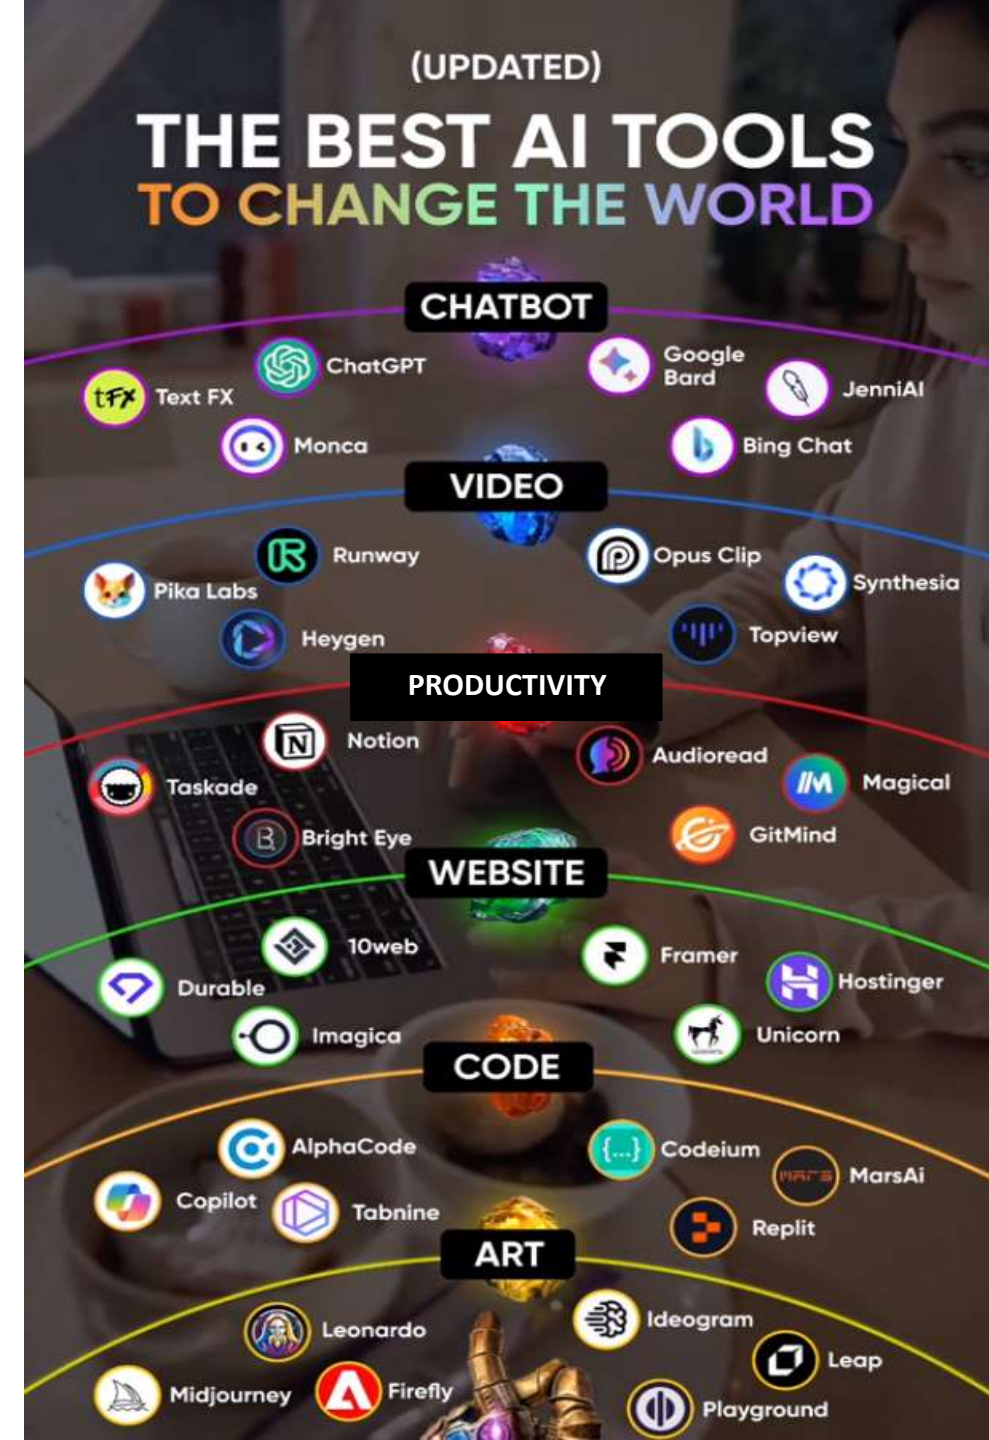 (UPDATED)
THE BEST AI TOOLS
TO CHANGE THE WORLD
CHATBOT
ChatGPT
Google
Bard
tFX Text FX
JenniAI
Monca
Bing Chat
VIDEO
Runway
Opus Clip
Pika Labs
Synthesia
Heygen
Topview
PRODUCTIVITY
Notion
Audioread
Taskade
Magical
Bright Eye
GitMind
WEBSITE
10web
Framer
Durable
Hostinger
Imagica
Unicorn
CODE
AlphaCode
Codeium
MARS MarsAi
Copilot
Tabnine
Replit
ART
Leonardo
Ideogram
Leap
Midjourney
Firefly
Playground